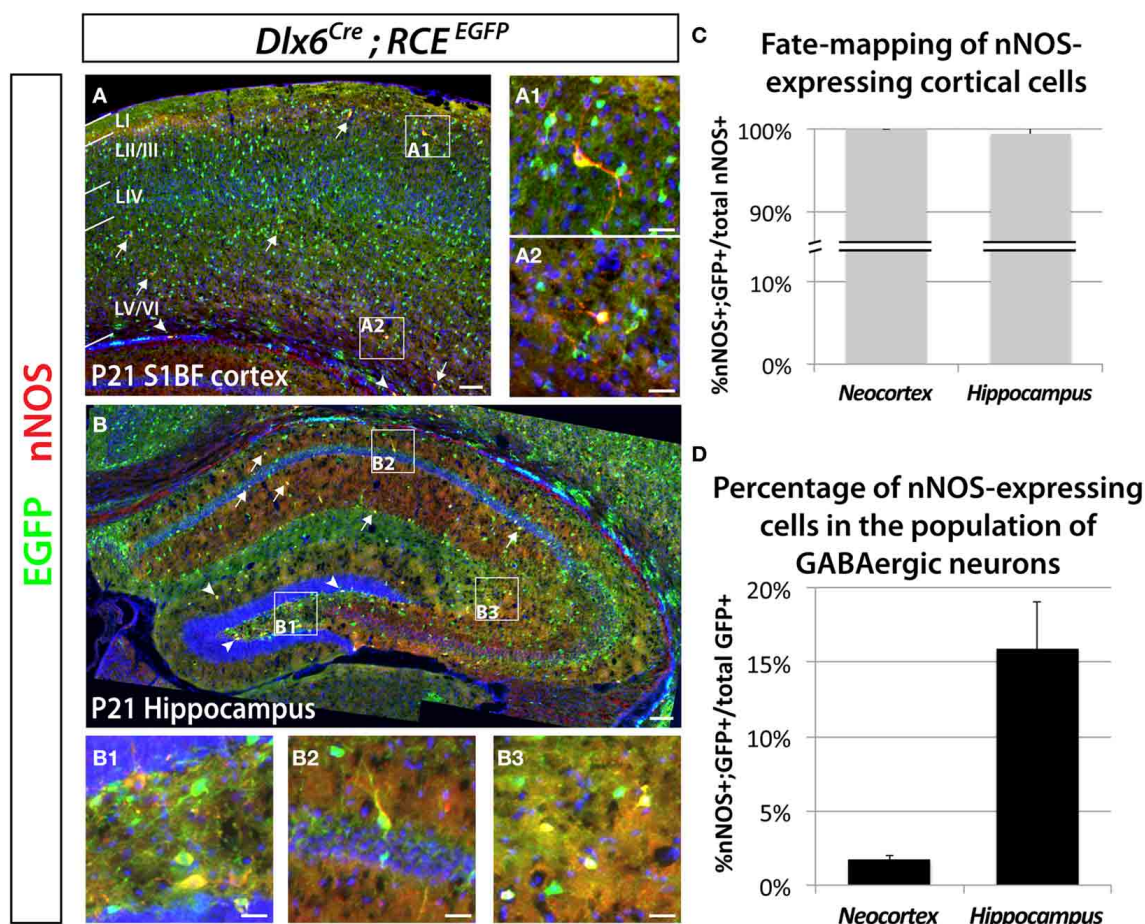 Dlx6Cre ; RCE EGFP
EGFP nNOS
A
LI
LII/III
LIV
LV/VI
A1
A2
P21 S1BF cortex
A1
A2
B
B2
B3
B1
P21 Hippocampus
B1
B2
B3
C
Fate-mapping of nNOS-
expressing cortical cells
%nNOS+;GFP+/total nNOS+
100%
90%
10%
0%
Neocortex Hippocampus
D
Percentage of nNOS-expressing
cells in the population of
GABAergic neurons
%nNOS+;GFP+/total GFP+
20%
15%
10%
5%
0%
Neocortex Hippocampus